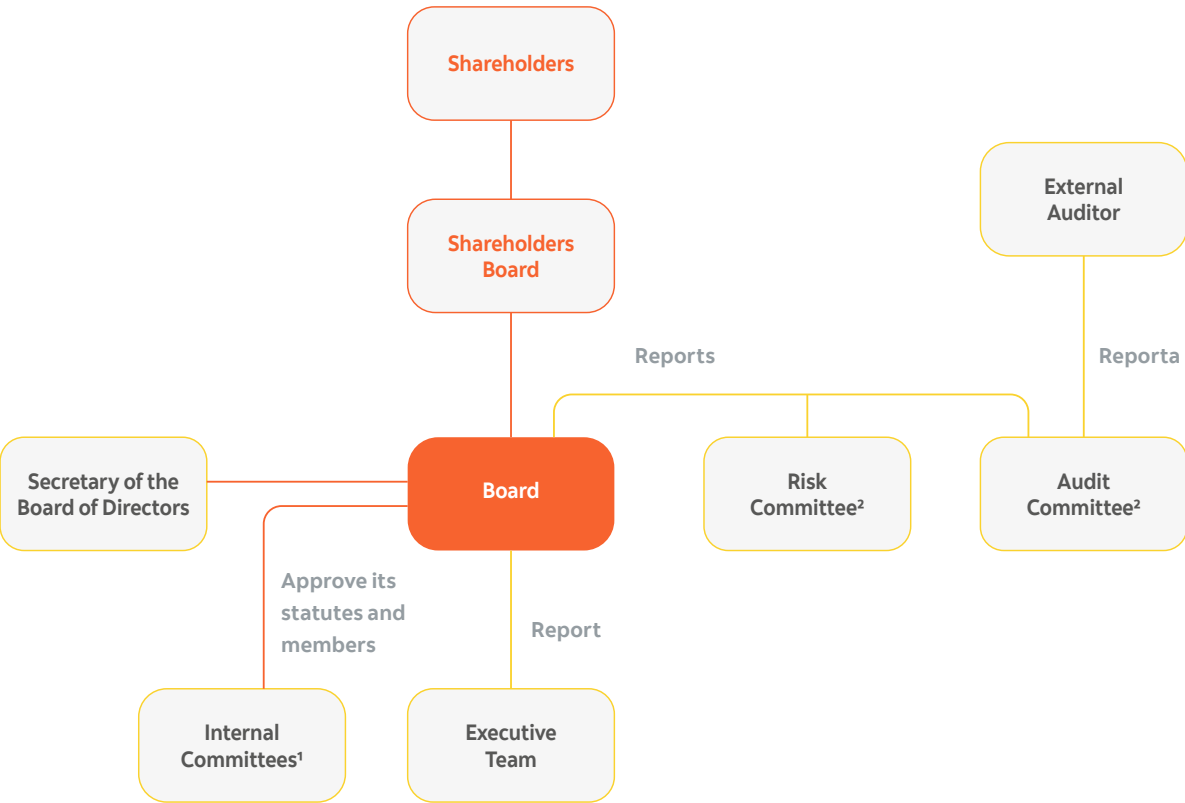 Shareholders
External
Auditor
Shareholders
Board
Reports
Reporta
Secretary of the
Board of Directors
Board
Risk
Committee²
Audit
Committee²
Approve its
statutes and
members
Report
Internal
Committees¹
Executive
Team